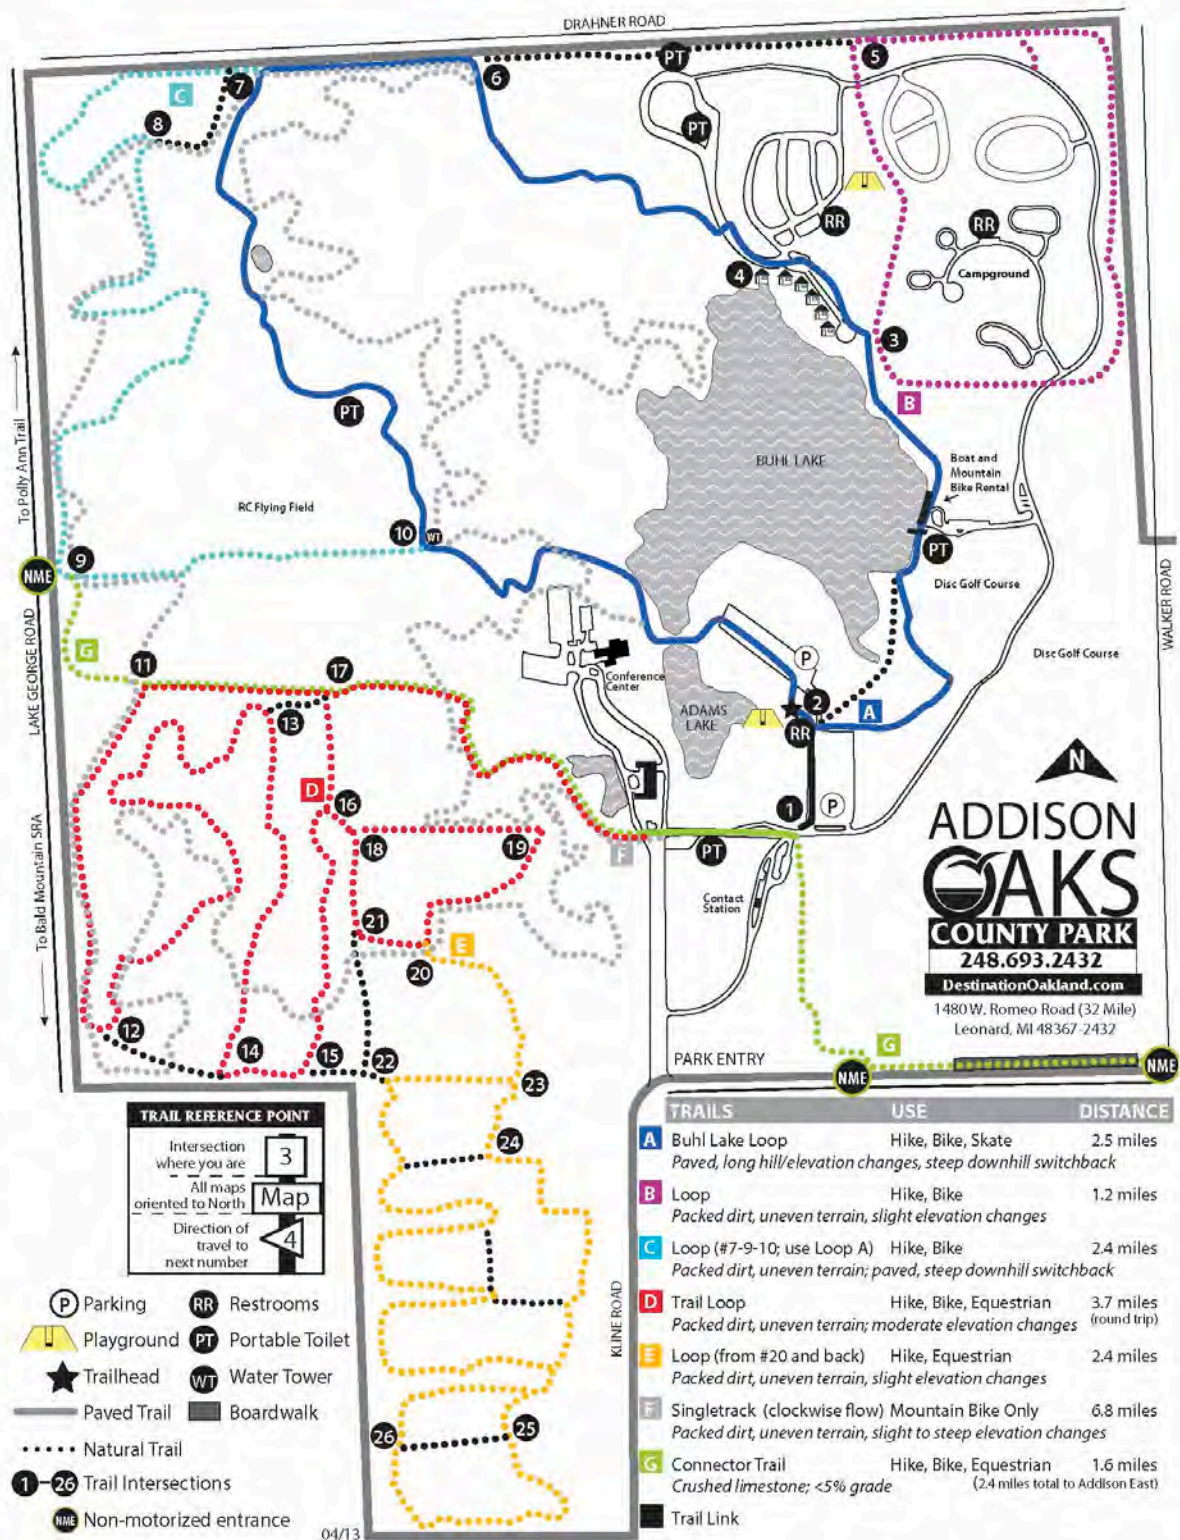 DRAHNER ROAD
5
6
PT
7
C
8
PT
RR
RR
4
Campground
3
B
To Polly Ann Trail
PT
BUHL LAKE
Boat and
Mountain
Bike Rental
RC Flying Field
10
WT
PT
9
NME
Disc Golf Course
WALKER ROAD
LAKE GEORGE ROAD
G
11
17
P
Disc Golf Course
Conference
Center
13
2
ADAMS
LAKE
A
RR
N
D
16
1
P
18
19
F
PT
ADDISON
OAKS
COUNTY PARK
248.693.2432
DestinationOakland.com
1480 W. Romeo Road (32 Mile)
Leonard, MI 48367-2432
Contact
Station
To Bald Mountain SRA
21
E
20
12
14
15
22
PARK ENTRY
G
NME
NME
23
24
KLINE ROAD
26
25
TRAIL REFERENCE POINT
Intersection
where you are
3
All maps
oriented to North
Map
Direction of
travel to
next number
4
P Parking
RR Restrooms
Playground
PT Portable Toilet
Trailhead
WT Water Tower
Paved Trail
Boardwalk
Natural Trail
1-26 Trail Intersections
NME Non-motorized entrance
04/13
TRAILS USE DISTANCE
A Buhl Lake Loop Hike, Bike, Skate 2.5 miles
Paved, long hill/elevation changes, steep downhill switchback
B Loop Hike, Bike 1.2 miles
Packed dirt, uneven terrain, slight elevation changes
C Loop (#7-9-10; use Loop A) Hike, Bike 2.4 miles
Packed dirt, uneven terrain; paved, steep downhill switchback
D Trail Loop Hike, Bike, Equestrian 3.7 miles
Packed dirt, uneven terrain; moderate elevation changes (round trip)
E Loop (from #20 and back) Hike, Equestrian 2.4 miles
Packed dirt, uneven terrain, slight elevation changes
F Singletrack (clockwise flow) Mountain Bike Only 6.8 miles
Packed dirt, uneven terrain, slight to steep elevation changes
G Connector Trail Hike, Bike, Equestrian 1.6 miles
Crushed limestone; <5% grade (2.4 miles total to Addison East)
Trail Link